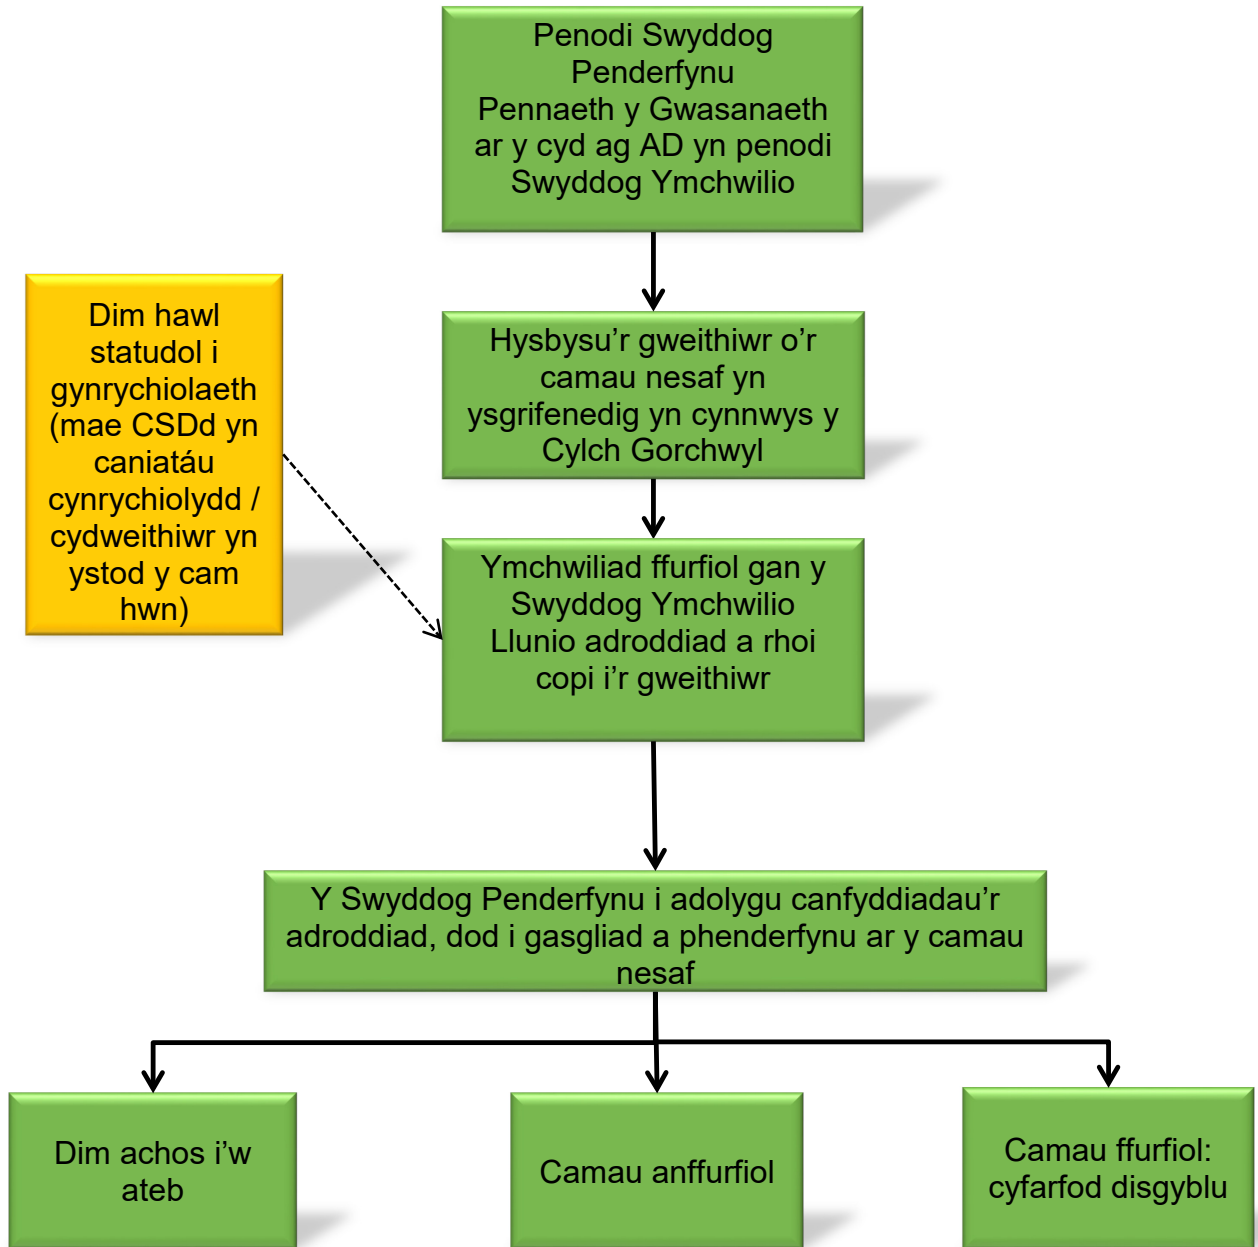 Penodi Swyddog
Penderfynu
Pennaeth y Gwasanaeth
ar y cyd ag AD yn penodi
Swyddog Ymchwilio
Dim hawl
statudol i
gynrychiolaeth
(mae CSDd yn
caniatáu
cynrychiolydd /
cydweithiwr yn
ystod y cam
hwn)
Hysbysu’r gweithiwr o’r
camau nesaf yn
ysgrifenedig yn cynnwys y
Cylch Gorchwyl
Ymchwiliad ffurfiol gan y
Swyddog Ymchwilio
Llunio adroddiad a rhoi
copi i’r gweithiwr
Y Swyddog Penderfynu i adolygu canfyddiadau’r
adroddiad, dod i gasgliad a phenderfynu ar y camau
nesaf
Dim achos i’w
ateb
Camau anffurfiol
Camau ffurfiol:
cyfarfod disgyblu